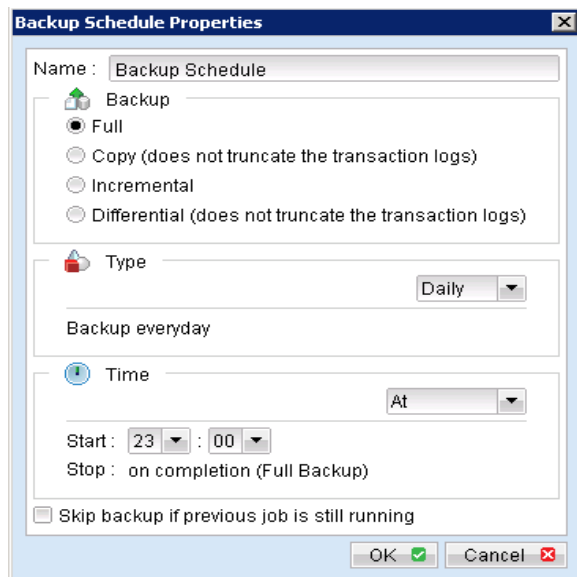 Backup Schedule Properties
Name : Backup Schedule
Backup
Full
Copy (does not truncate the transaction logs)
Incremental
Differential (does not truncate the transaction logs)
Type
Daily
Backup everyday
Time
At
Start : 23 : 00
Stop : on completion (Full Backup)
Skip backup if previous job is still running
OK Cancel